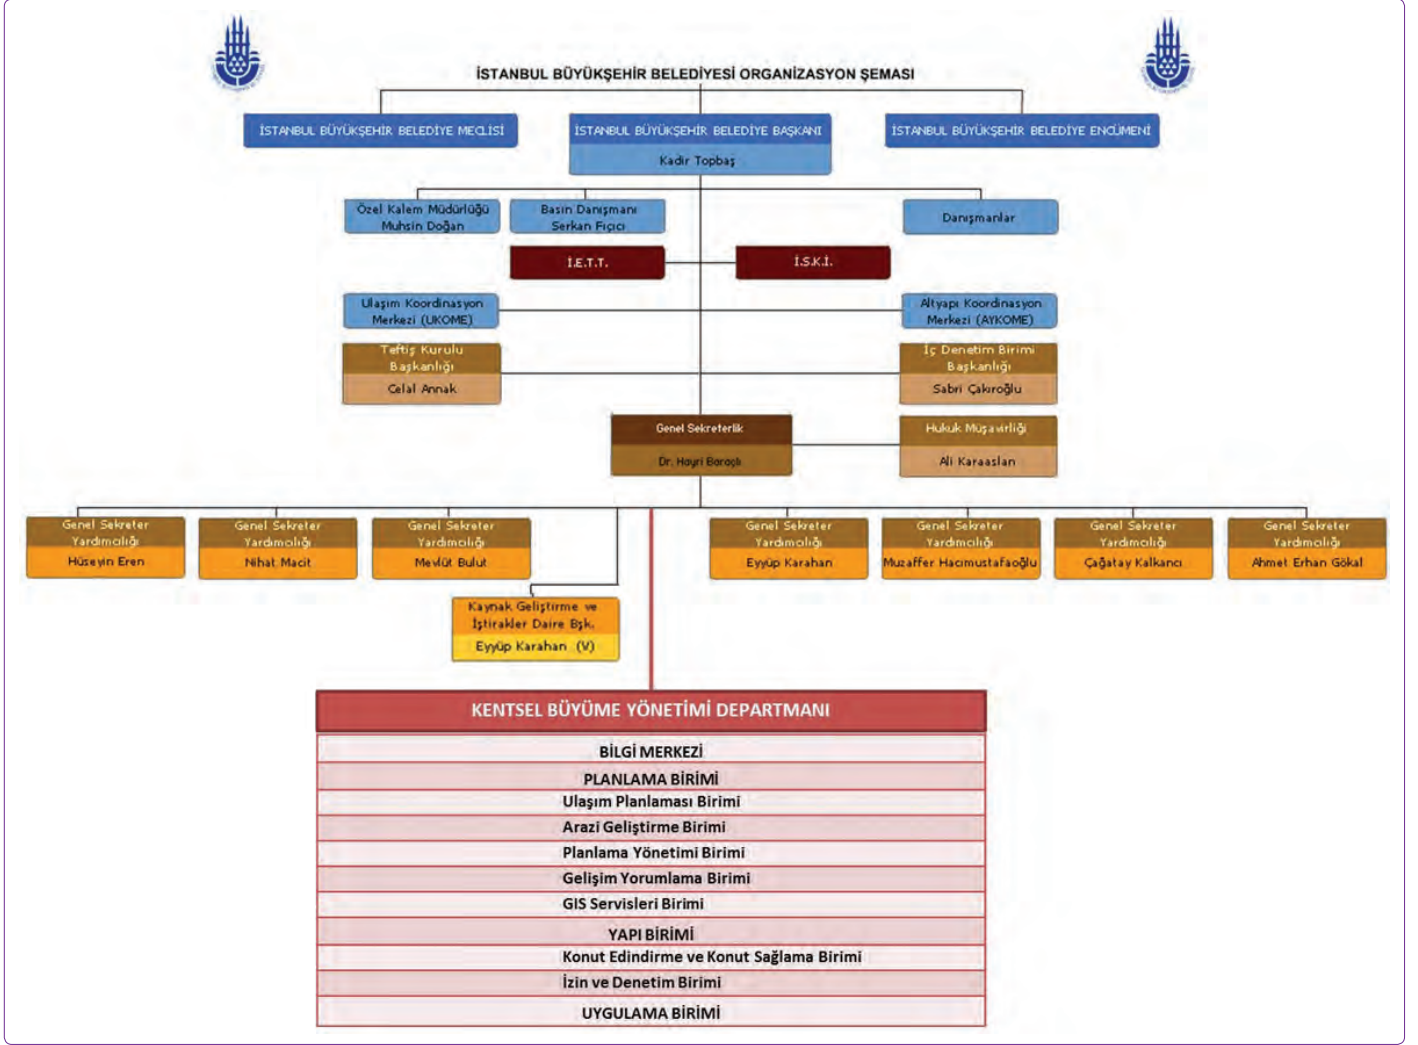 İSTANBUL BÜYÜKŞEHİR BELEDİYESİ ORGANİZASYON ŞEMASI
İSTANBUL BÜYÜKŞEHİR BELEDİYE MECLİSİ
İSTANBUL BÜYÜKŞEHİR BELEDİYE BAŞKANI
Kadir Topbaş
İSTANBUL BÜYÜKŞEHİR BELEDİYE ENCÜMENİ
Özel Kalem Müdürlüğü
Muhsin Doğan
Basın Danışmanı
Serkan Fıçıcı
Danışmanlar
İ.E.T.T.
İ.S.K.İ.
Ulaşım Koordinasyon
Merkezi (UKOME)
Altyapı Koordinasyon
Merkezi (AYKOME)
Teftiş Kurulu
Başkanlığı
Celal Annak
İç Denetim Birimi
Başkanlığı
Sabri Çakıroğlu
Genel Sekreterlik
Dr. Hayri Baraçlı
Hukuk Müşavirliği
Ali Karaaslan
Genel Sekreter
Yardımcılığı
Hüseyin Eren
Genel Sekreter
Yardımcılığı
Nihat Macit
Genel Sekreter
Yardımcılığı
Mevlüt Bulut
Genel Sekreter
Yardımcılığı
Eyyüp Karahan
Genel Sekreter
Yardımcılığı
Muzaffer Hacımustafaoğlu
Genel Sekreter
Yardımcılığı
Çağatay Kalkancı
Genel Sekreter
Yardımcılığı
Ahmet Erhan Gökal
Kaynak Geliştirme ve
İştirakler Daire Bşk.
Eyyüp Karahan (V)
KENTSEL BÜYÜME YÖNETİMİ DEPARTMANI
BİLGİ MERKEZİ
PLANLAMA BİRİMİ
Ulaşım Planlaması Birimi
Arazi Geliştirme Birimi
Planlama Yönetimi Birimi
Gelişim Yorumlama Birimi
GIS Servisleri Birimi
YAPI BİRİMİ
Konut Edindirme ve Konut Sağlama Birimi
İzin ve Denetim Birimi
UYGULAMA BİRİMİ